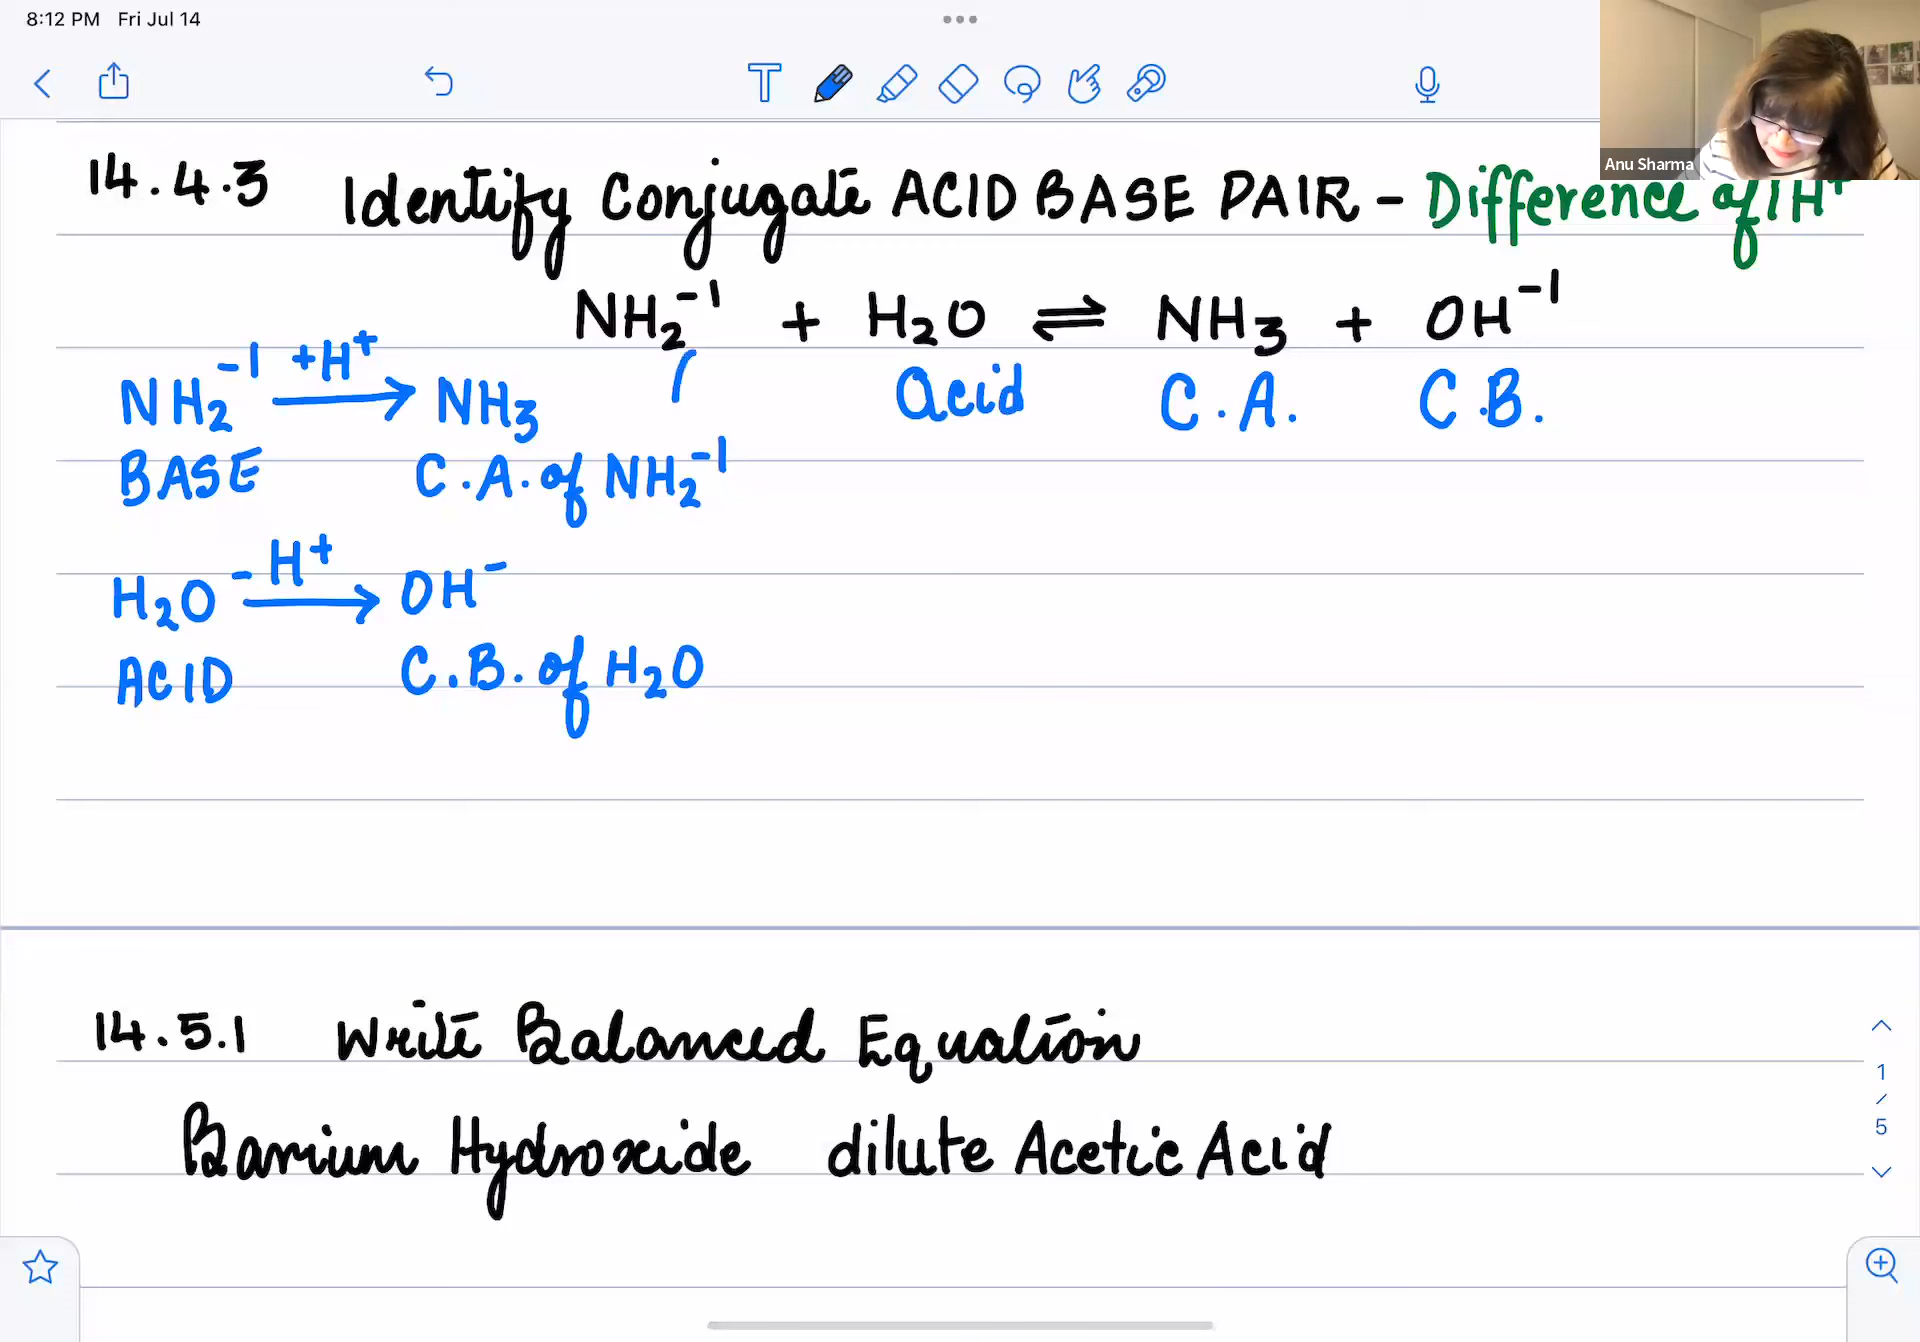 8:12 PM Fri Jul 14
Anu Sharma
14.4.3 Identify Conjugate ACID BASE PAIR - Difference of 1H⁺
NH₂⁻¹ + H₂O ⇌ NH₃ + OH⁻¹
Acid C.A. C.B.
NH₂⁻¹ +H⁺ → NH₃
BASE C.A. of NH₂⁻¹
H₂O -H⁺ → OH⁻
ACID C.B. of H₂O
14.5.1 Write Balanced Equation
Barium Hydroxide dilute Acetic Acid
1
/
5